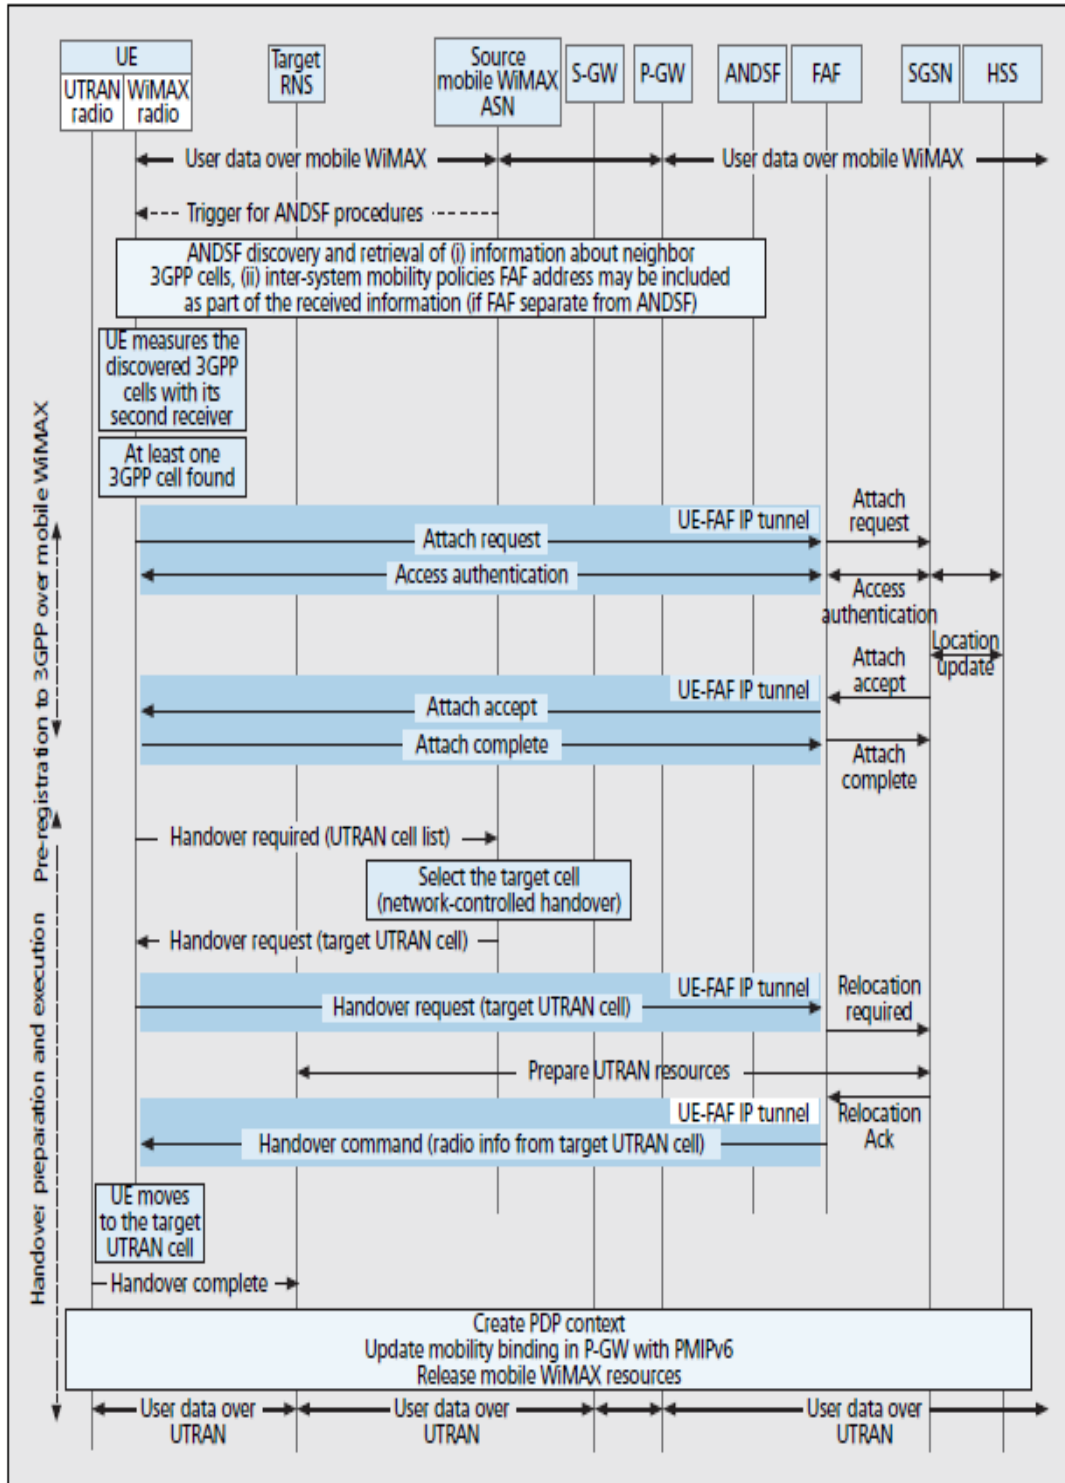 UE
UTRAN
radio
WiMAX
radio
Target
RNS
Source
mobile WiMAX
ASN
S-GW
P-GW
ANDSF
FAF
SGSN
HSS
User data over mobile WiMAX
User data over mobile WiMAX
Trigger for ANDSF procedures
ANDSF discovery and retrieval of (i) information about neighbor
3GPP cells, (ii) inter-system mobility policies FAF address may be included
as part of the received information (if FAF separate from ANDSF)
UE measures the
discovered 3GPP
cells with its
second receiver
At least one
3GPP cell found
Pre-registration to 3GPP over mobile WiMAX
UE-FAF IP tunnel
Attach
request
Attach request
Access authentication
Access
authentication
Location
update
Attach
accept
UE-FAF IP tunnel
Attach accept
Attach complete
Attach
complete
Handover preparation and execution
Handover required (UTRAN cell list)
Select the target cell
(network-controlled handover)
Handover request (target UTRAN cell)
UE-FAF IP tunnel
Relocation
required
Handover request (target UTRAN cell)
Prepare UTRAN resources
UE-FAF IP tunnel
Relocation
Ack
Handover command (radio info from target UTRAN cell)
UE moves
to the target
UTRAN cell
Handover complete
Create PDP context
Update mobility binding in P-GW with PMIPv6
Release mobile WiMAX resources
User data over
UTRAN
User data over
UTRAN
User data over
UTRAN